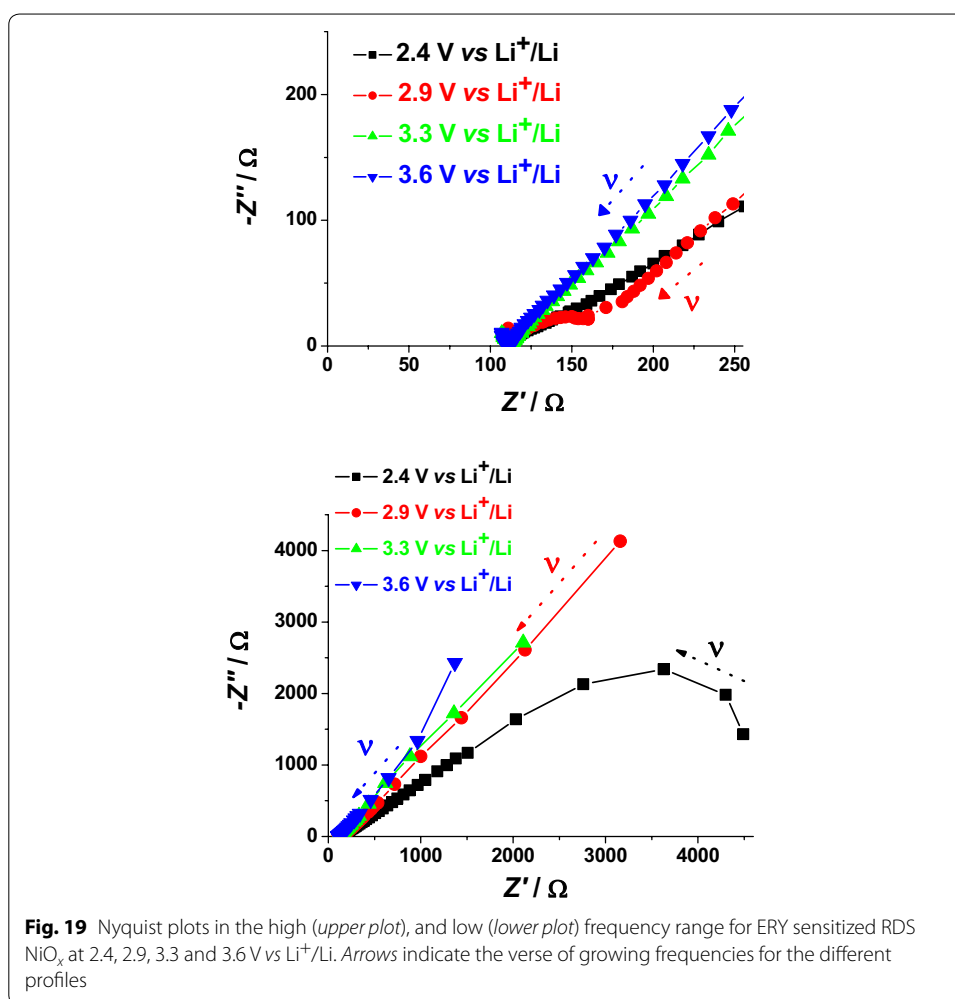 2.4 V vs Li+/Li
2.9 V vs Li+/Li
3.3 V vs Li+/Li
3.6 V vs Li+/Li
200
100
0
-Z'' / Ω
ν
ν
0 50 100 150 200 250
Z' / Ω
2.4 V vs Li+/Li
2.9 V vs Li+/Li
3.3 V vs Li+/Li
3.6 V vs Li+/Li
4000
3000
2000
1000
0
-Z'' / Ω
ν
ν
ν
0 1000 2000 3000 4000
Z' / Ω
Fig. 19 Nyquist plots in the high (upper plot), and low (lower plot) frequency range for ERY sensitized RDS
NiOx at 2.4, 2.9, 3.3 and 3.6 V vs Li+/Li. Arrows indicate the verse of growing frequencies for the different
profiles